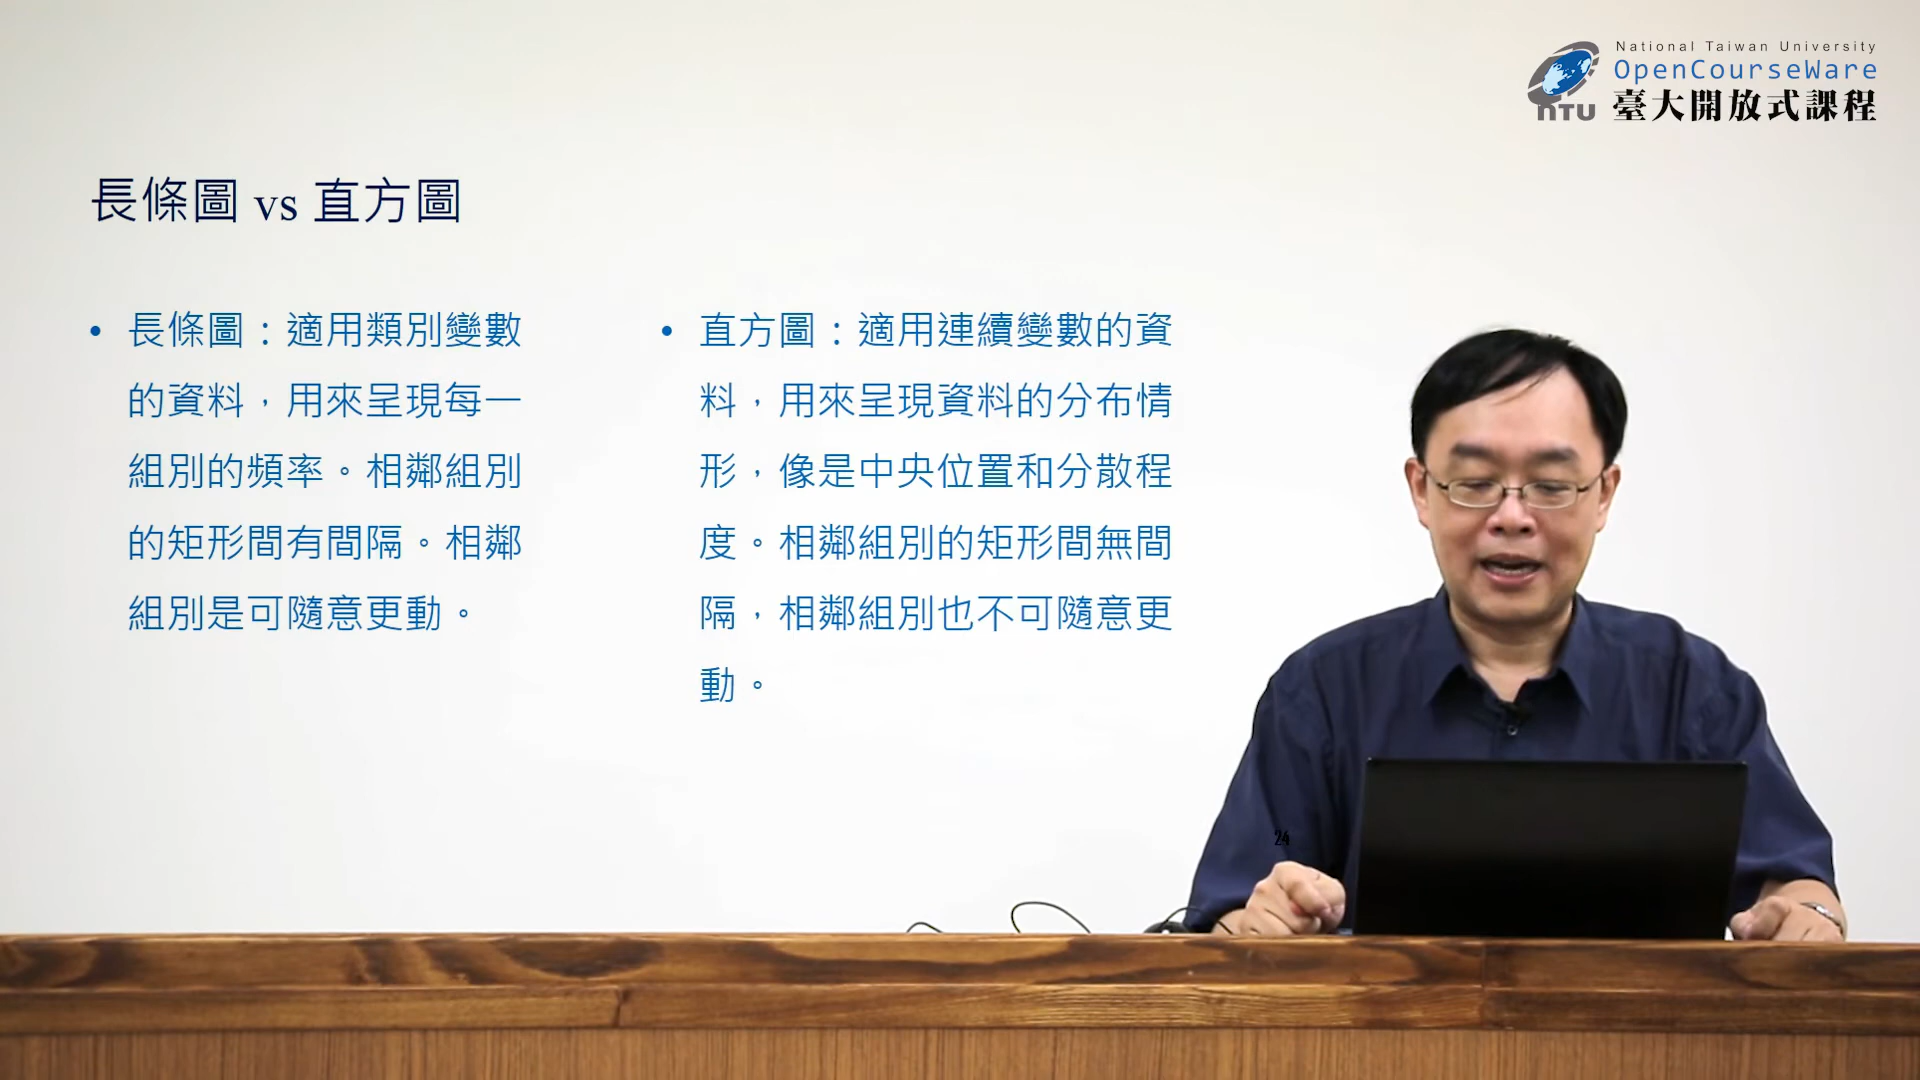 National Taiwan University
OpenCourseWare
NTU
臺大開放式課程
長條圖 vs 直方圖
• 長條圖：適用類別變數
的資料，用來呈現每一
組別的頻率。相鄰組別
的矩形間有間隔。相鄰
組別是可隨意更動。
• 直方圖：適用連續變數的資
料，用來呈現資料的分布情
形，像是中央位置和分散程
度。相鄰組別的矩形間無間
隔，相鄰組別也不可隨意更
動。
24